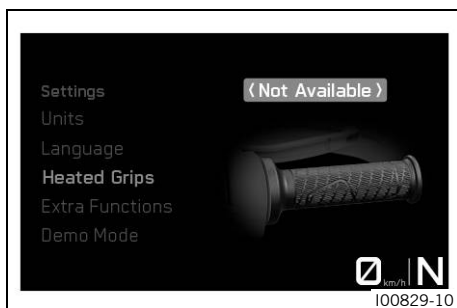 Settings
‹ Not Available ›
Units
Language
Heated Grips
Extra Functions
Demo Mode
0 km/h N
I00829-10